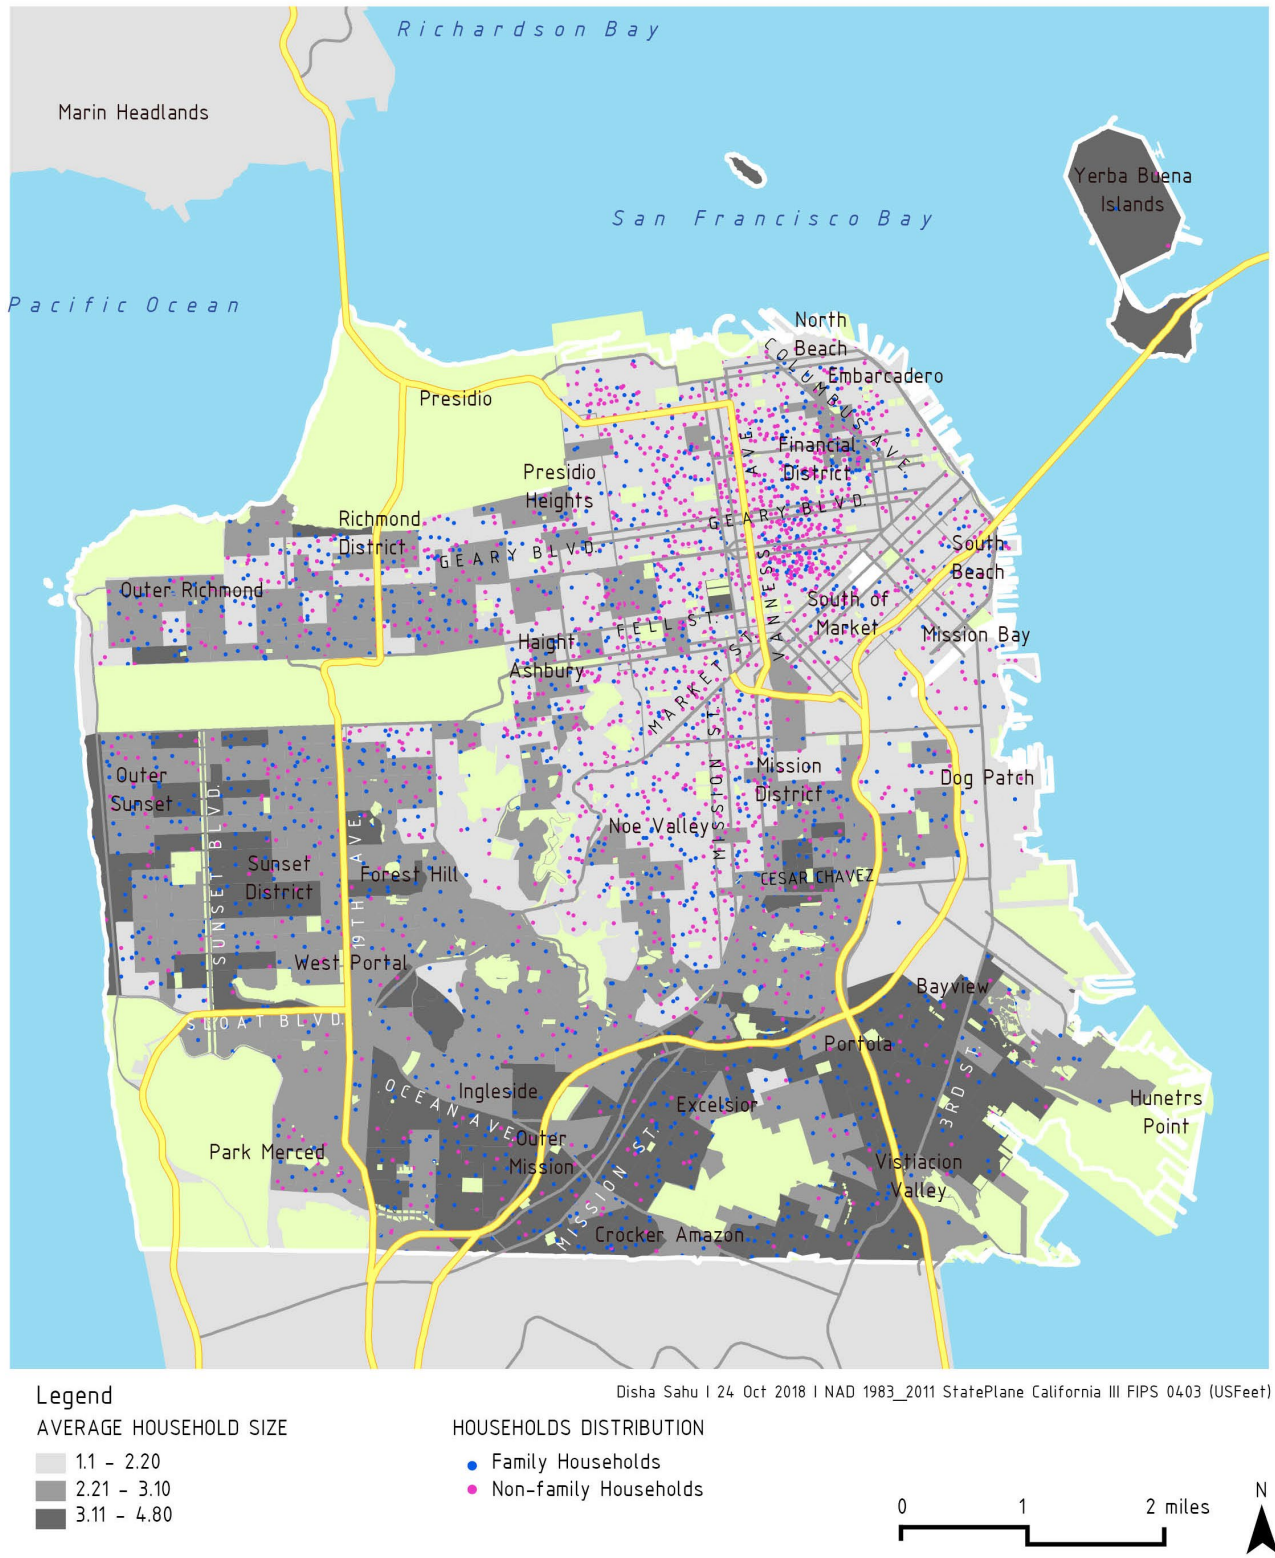 Richardson Bay
Marin Headlands
Yerba Buena
Islands
San Francisco Bay
Pacific Ocean
North
Beach
COLUMBUS AVE.
Embarcadero
Presidio
Financial
District
AVE.
Presidio
Heights
GEARY BLVD.
Richmond
District
GEARY BLVD.
South
Beach
Outer Richmond
VANNESS
South of
Market
FELL ST.
Mission Bay
Haight
Ashbury
MARKET ST.
MISSION ST.
Outer
Sunset
Mission
District
Dog Patch
SUNSET BLVD.
19TH AVE.
Noe Valley
Sunset
District
Forest Hill
CESAR CHAVEZ
West Portal
Bayview
SLOAT BLVD.
Portola
OCEAN AVE.
Ingleside
Excelsior
3RD ST.
Hunetrs
Point
Outer
Mission
Park Merced
MISSION ST.
Vistiacion
Valley
Crocker Amazon
Legend
Disha Sahu | 24 Oct 2018 | NAD 1983_2011 StatePlane California III FIPS 0403 (USFeet)
AVERAGE HOUSEHOLD SIZE
1.1 - 2.20
2.21 - 3.10
3.11 - 4.80
HOUSEHOLDS DISTRIBUTION
Family Households
Non-family Households
0 1 2 miles
N